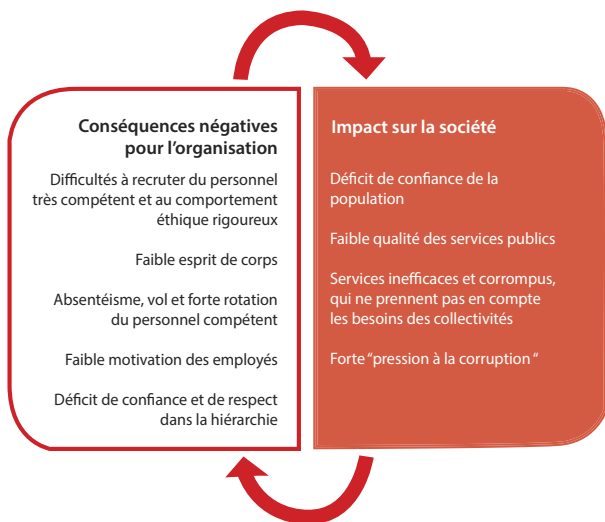 Conséquences négatives
pour l'organisation
Difficultés à recruter du personnel
très compétent et au comportement
éthique rigoureux
Faible esprit de corps
Absentéisme, vol et forte rotation
du personnel compétent
Faible motivation des employés
Déficit de confiance et de respect
dans la hiérarchie
Impact sur la société
Déficit de confiance de la
population
Faible qualité des services publics
Services inefficaces et corrompus,
qui ne prennent pas en compte
les besoins des collectivités
Forte “pression à la corruption “